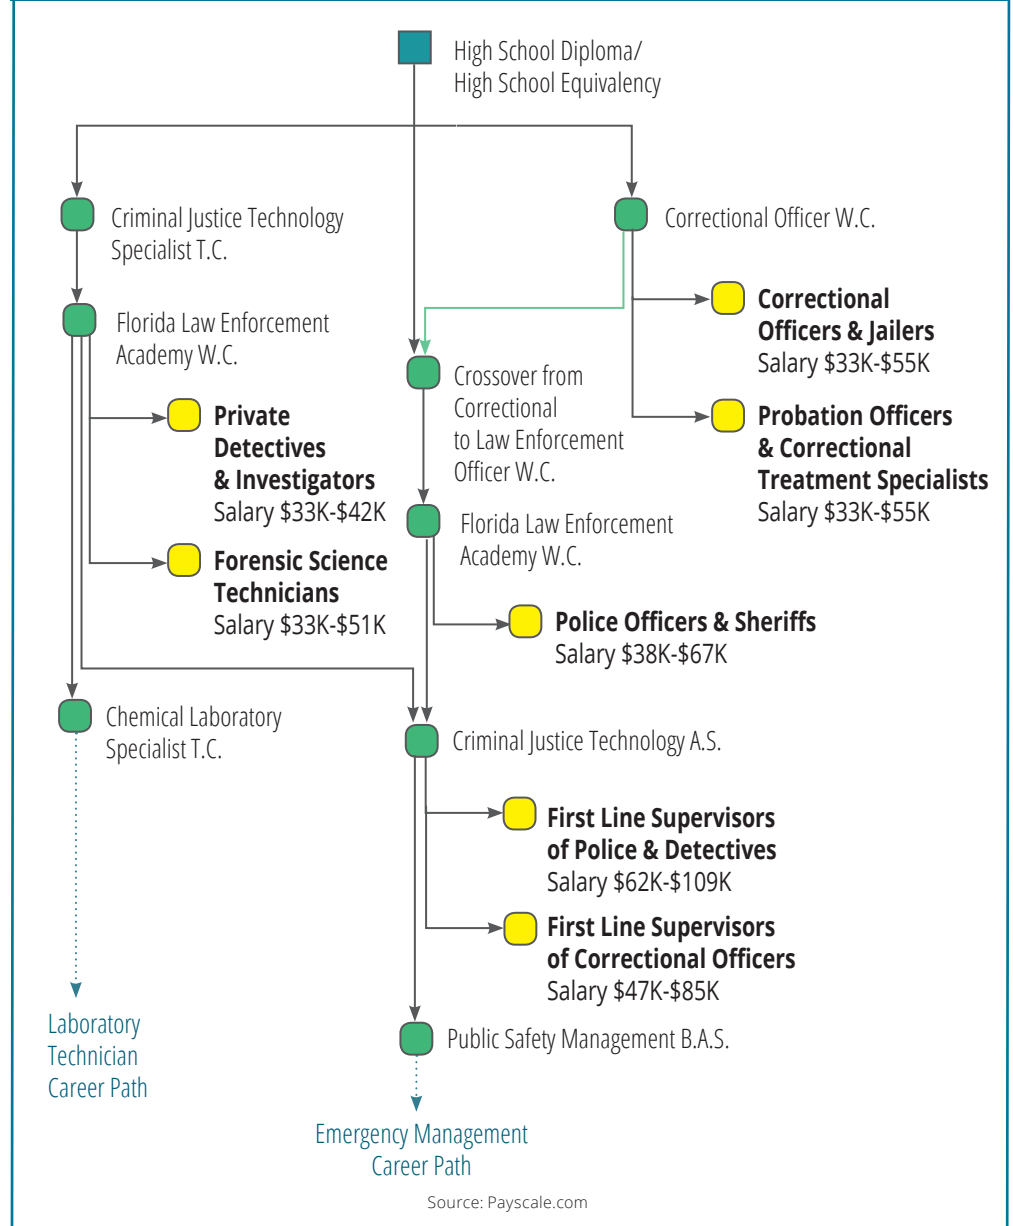 High School Diploma/
High School Equivalency
Criminal Justice Technology
Specialist T.C.
Correctional Officer W.C.
Florida Law Enforcement
Academy W.C.
Correctional
Officers & Jailers
Salary $33K-$55K
Crossover from
Correctional
to Law Enforcement
Officer W.C.
Private
Detectives
& Investigators
Salary $33K-$42K
Probation Officers
& Correctional
Treatment Specialists
Salary $33K-$55K
Florida Law Enforcement
Academy W.C.
Forensic Science
Technicians
Salary $33K-$51K
Police Officers & Sheriffs
Salary $38K-$67K
Chemical Laboratory
Specialist T.C.
Criminal Justice Technology A.S.
First Line Supervisors
of Police & Detectives
Salary $62K-$109K
First Line Supervisors
of Correctional Officers
Salary $47K-$85K
Laboratory
Technician
Career Path
Public Safety Management B.A.S.
Emergency Management
Career Path
Source: Payscale.com